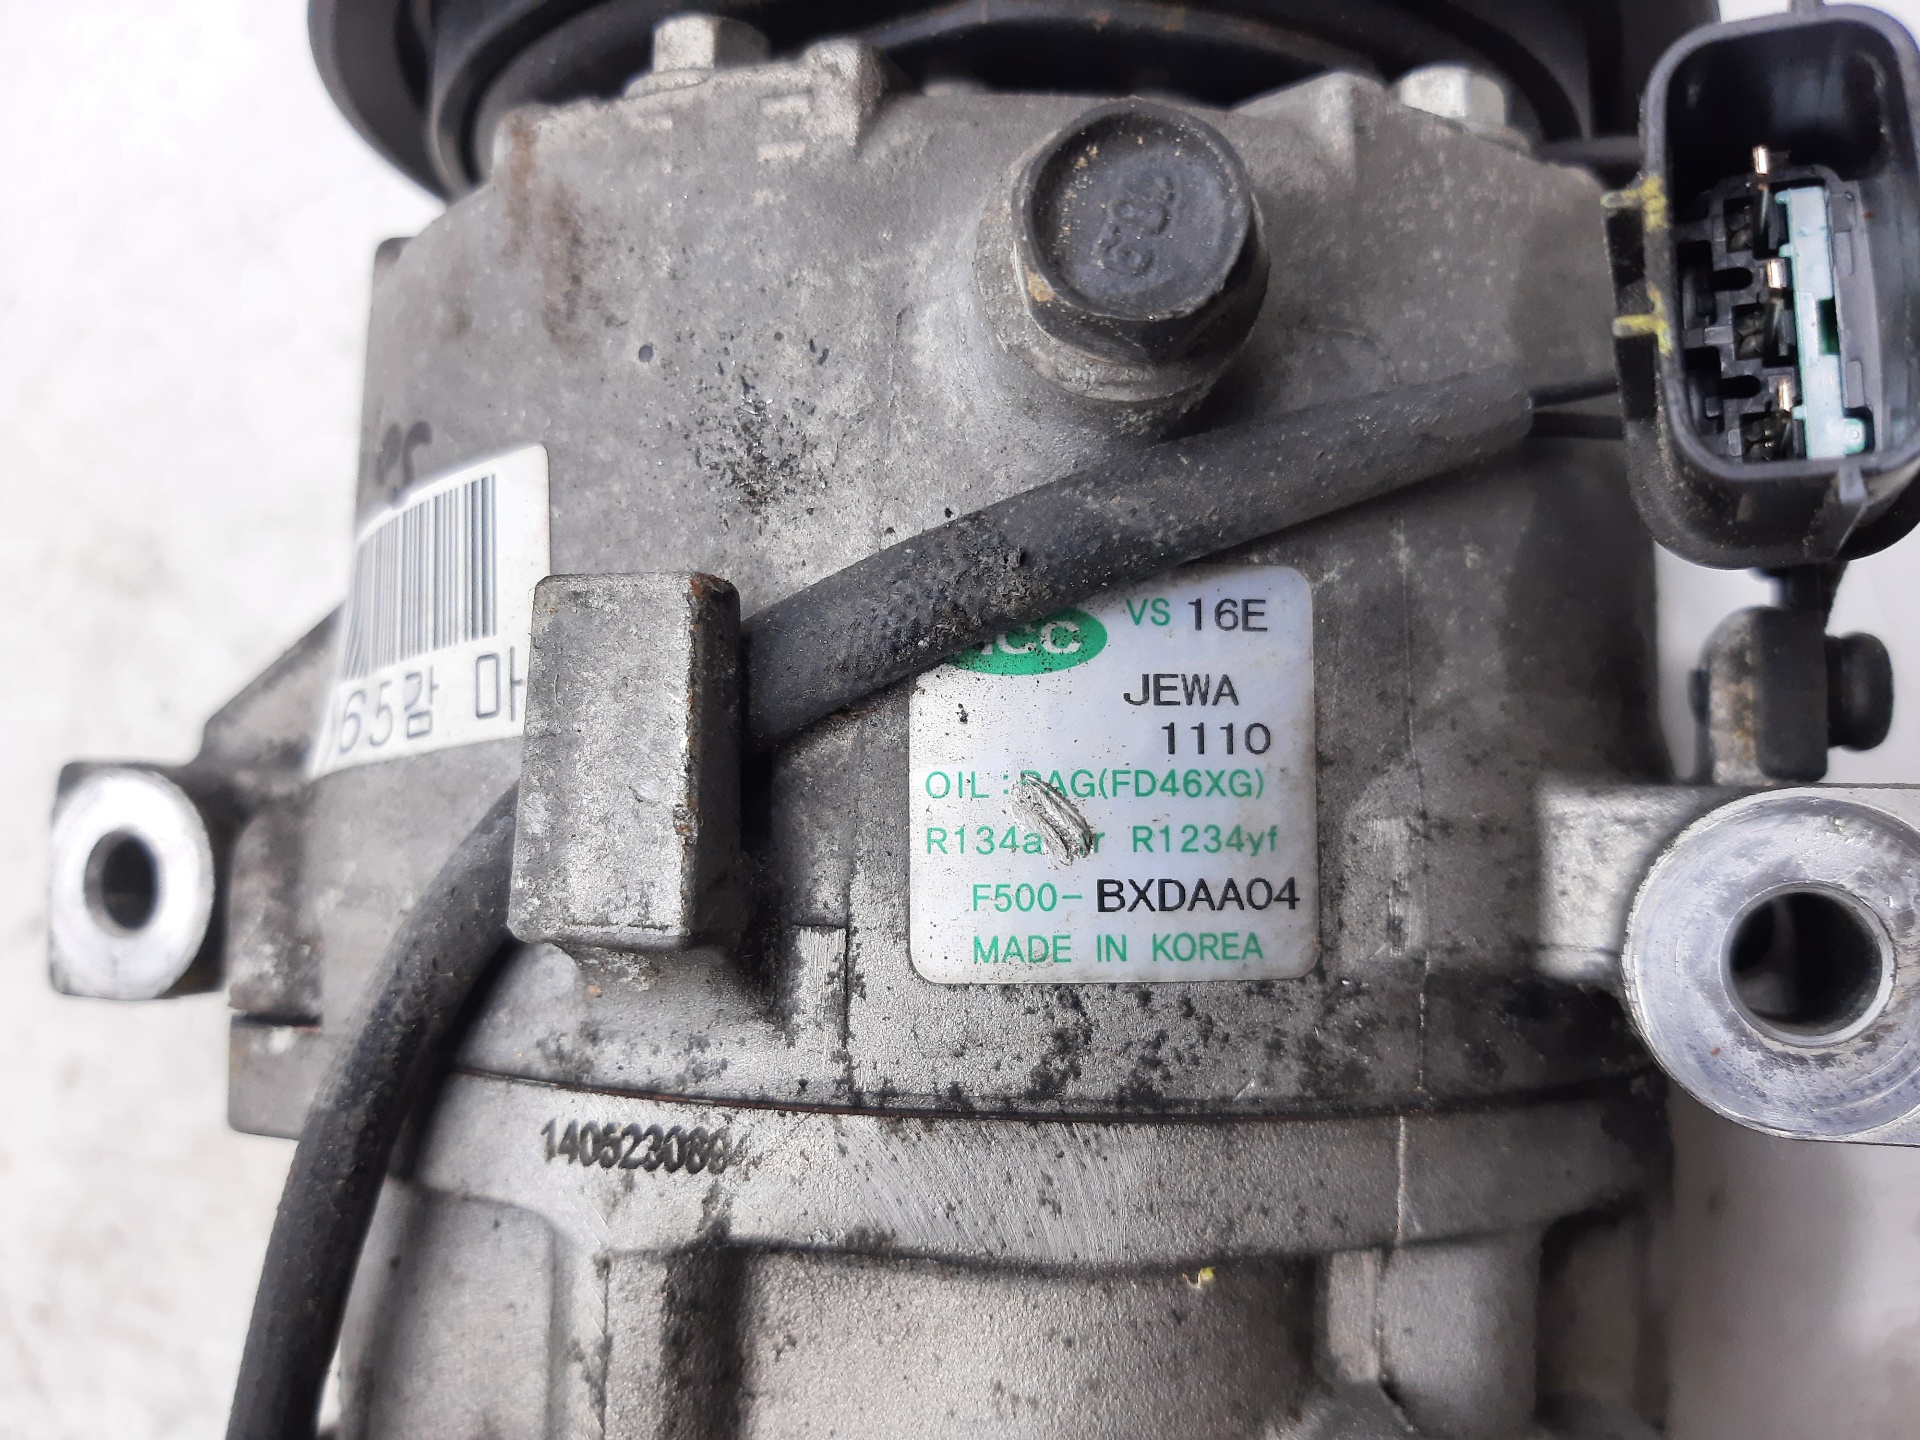 65감 마
VS 16E
JEWA
1110
OIL : PAG(FD46XG)
R134a or R1234yf
F500-BXDAA04
MADE IN KOREA
140523089